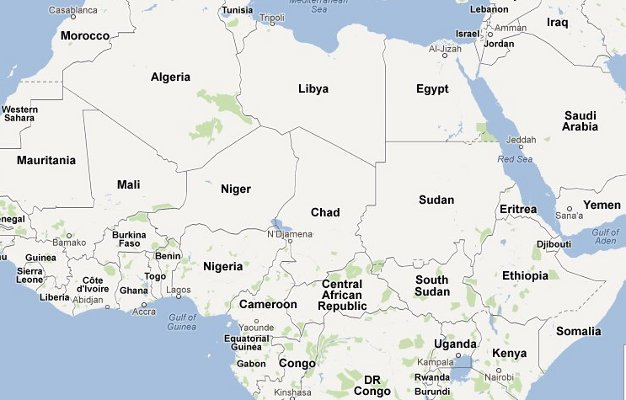 Mediterranean
Sea
Casablanca
Tunisia
Tripoli
Lebanon
Iraq
Israel
Amman
Jordan
Morocco
Al-Jizah
Algeria
Libya
Egypt
Western
Sahara
Saudi
Arabia
Jeddah
Red Sea
Mauritania
Mali
Niger
Chad
Sudan
Eritrea
Yemen
Sana'a
Gulf of
Aden
Djibouti
enegal
Bamako
Burkina
Faso
N'Djamena
Guinea
Sierra
Leone
Liberia
Côte
d'Ivoire
Abidjan
Ghana
Accra
Togo
Benin
Lagos
Nigeria
Gulf of
Guinea
Cameroon
Yaounde
Equatorial
Guinea
Gabon
Central
African
Republic
South
Sudan
Ethiopia
Somalia
Congo
Kinshasa
DR
Congo
Uganda
Kampala
Kenya
Nairobi
Rwanda
Burundi